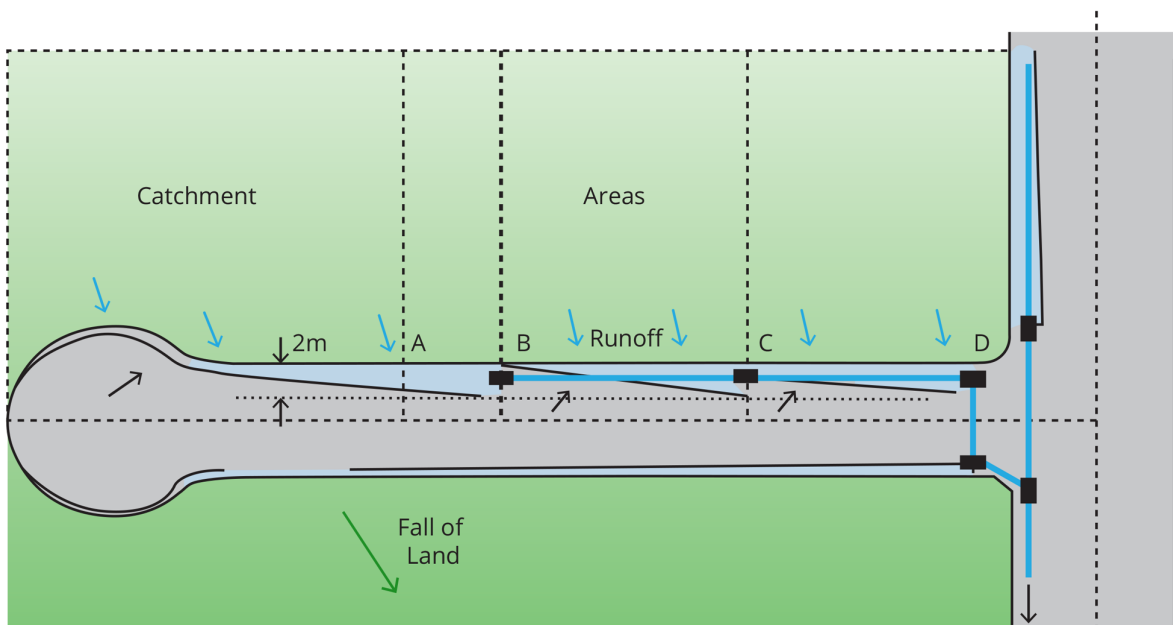 Catchment
Areas
2m
A
B
Runoff
C
D
Fall of
Land